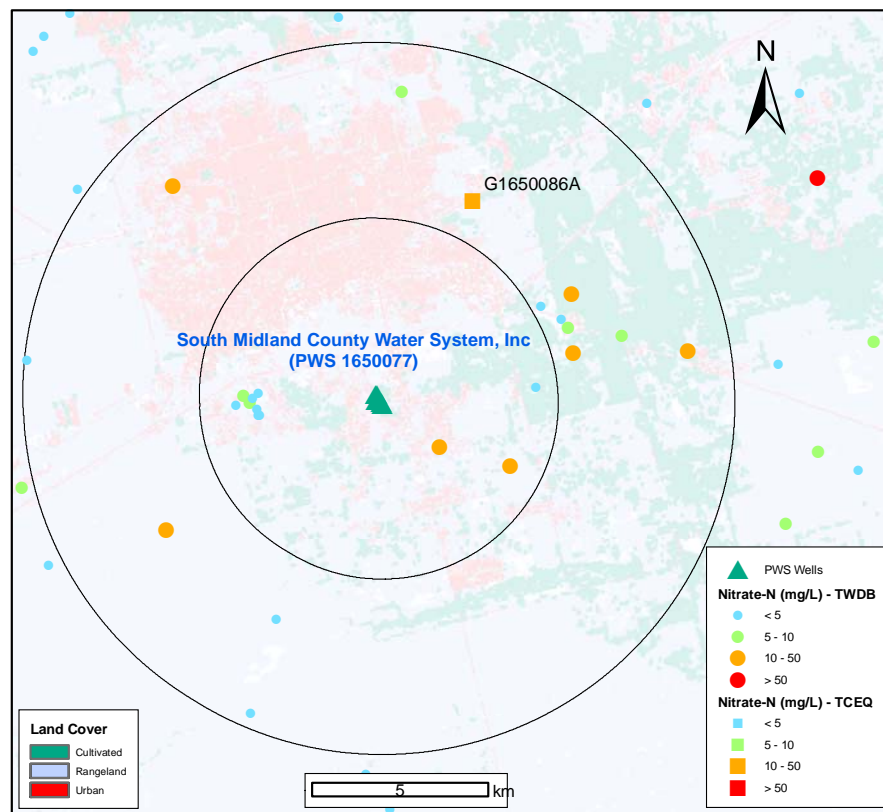 N
G1650086A
South Midland County Water System, Inc
(PWS 1650077)
PWS Wells
Nitrate-N (mg/L) - TWDB
< 5
5 - 10
10 - 50
> 50
Nitrate-N (mg/L) - TCEQ
< 5
5 - 10
10 - 50
> 50
Land Cover
Cultivated
Rangeland
Urban
5 km